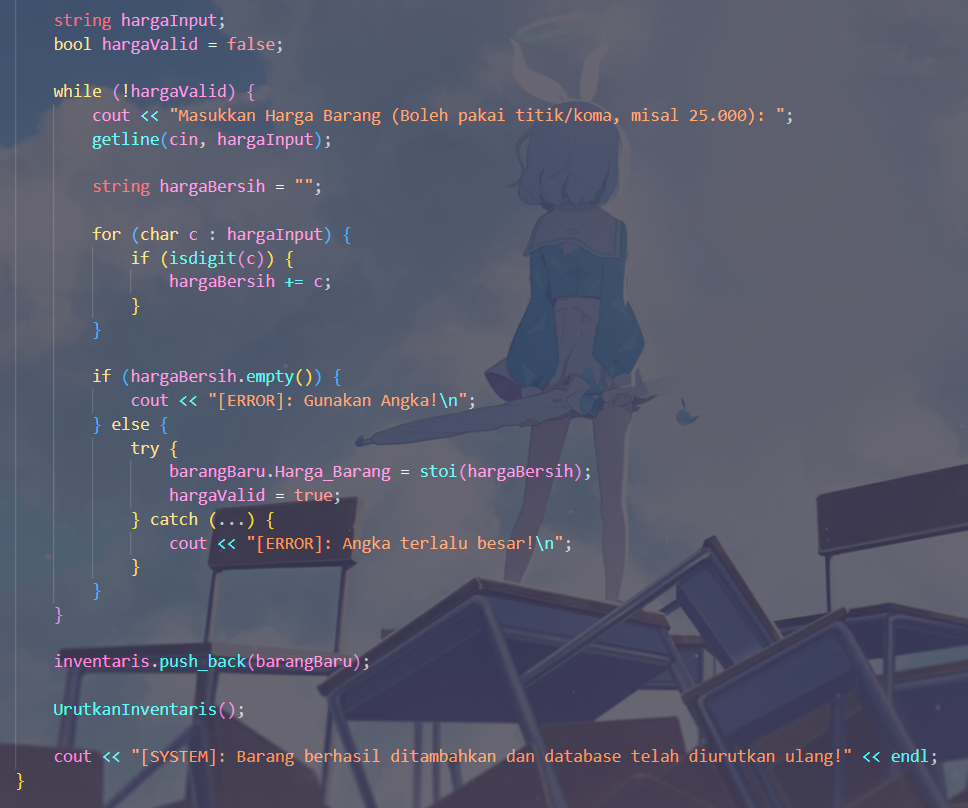 string hargaInput;
bool hargaValid = false;
while (!hargaValid) {
cout << "Masukkan Harga Barang (Boleh pakai titik/koma, misal 25.000): ";
getline(cin, hargaInput);
string hargaBersih = "";
for (char c : hargaInput) {
if (isdigit(c)) {
hargaBersih += c;
}
}
if (hargaBersih.empty()) {
cout << "[ERROR]: Gunakan Angka!\n";
} else {
try {
barangBaru.Harga_Barang = stoi(hargaBersih);
hargaValid = true;
} catch (...) {
cout << "[ERROR]: Angka terlalu besar!\n";
}
}
}
inventaris.push_back(barangBaru);
UrutkanInventaris();
cout << "[SYSTEM]: Barang berhasil ditambahkan dan database telah diurutkan ulang!" << endl;
}